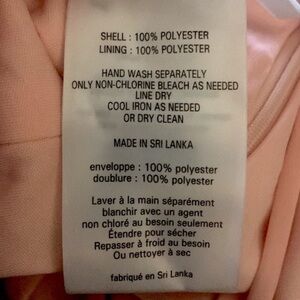 SHELL : 100% POLYESTER
LINING : 100% POLYESTER
HAND WASH SEPARATELY
ONLY NON-CHLORINE BLEACH AS NEEDED
LINE DRY
COOL IRON AS NEEDED
OR DRY CLEAN
MADE IN SRI LANKA
enveloppe : 100% polyester
doublure : 100% polyester
Laver à la main séparément
blanchir avec un agent
non chloré au besoin seulement
Étendre pour sécher
Repasser à froid au besoin
Ou nettoyer à sec
fabriqué en Sri Lanka